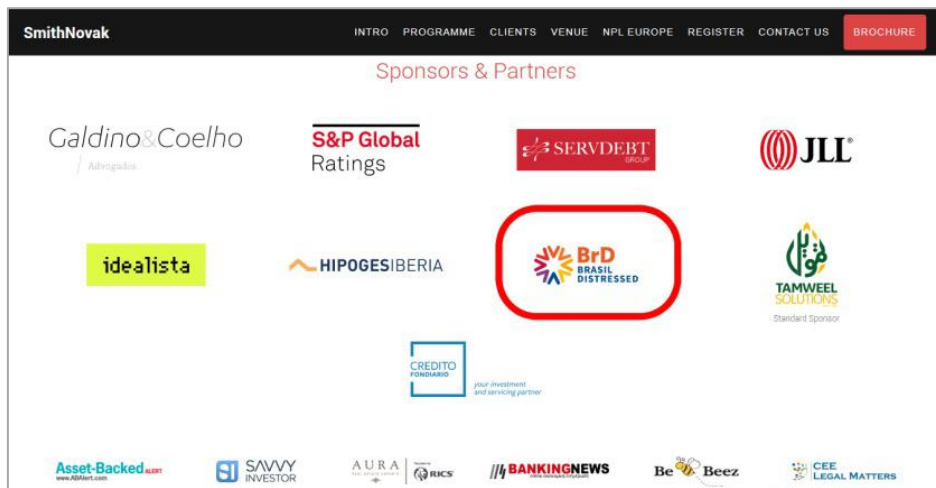 SmithNovak
INTRO PROGRAMME CLIENTS VENUE NPL EUROPE REGISTER CONTACT US BROCHURE
Sponsors & Partners
Galdino&Coelho
Advogados
S&P Global
Ratings
SERVDEBT
GROUP
JLL®
idealista
HIPOGESIBERIA
BrD
BRASIL
DISTRESSED
تمويل
TAMWEEL
SOLUTIONS
Standard Sponsor
CREDITO
FONDIARIO
your investment
and servicing partner
Asset-Backed ALERT
www.ABAlert.com
SI SAVVY
INVESTOR
AURA
RICS
BANKINGNEWS
Be Beez
CEE
LEGAL MATTERS